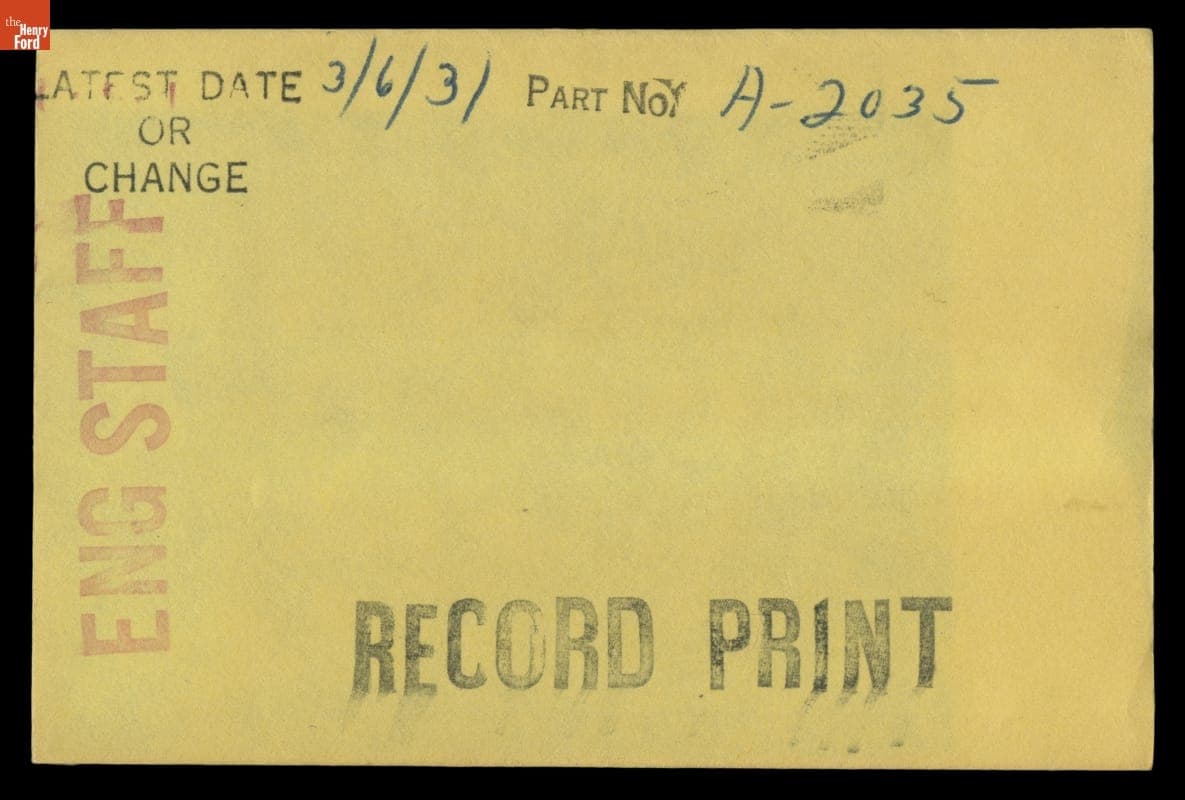 the
Henry
Ford
LATEST DATE 3/6/31 PART NO. A-2035
OR
CHANGE
ENG STAFF
RECORD PRINT